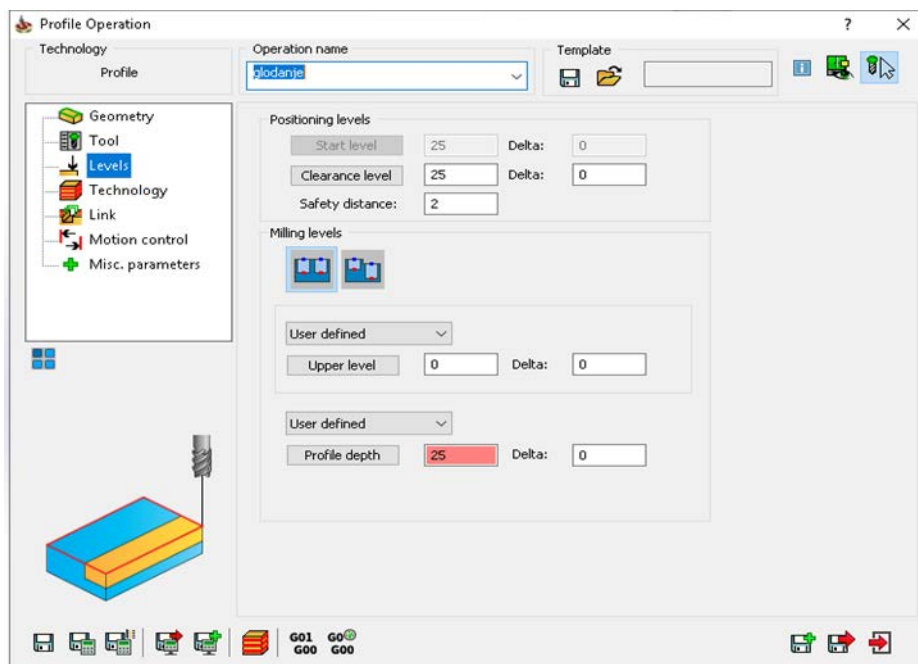 Profile Operation
? X
Technology
Profile
Operation name
glodanje
Template
Geometry
Tool
Levels
Technology
Link
Motion control
Misc. parameters
Positioning levels
Start level 25 Delta: 0
Clearance level 25 Delta: 0
Safety distance: 2
Milling levels
User defined
Upper level 0 Delta: 0
User defined
Profile depth 25 Delta: 0
G01 G0
G00 G00